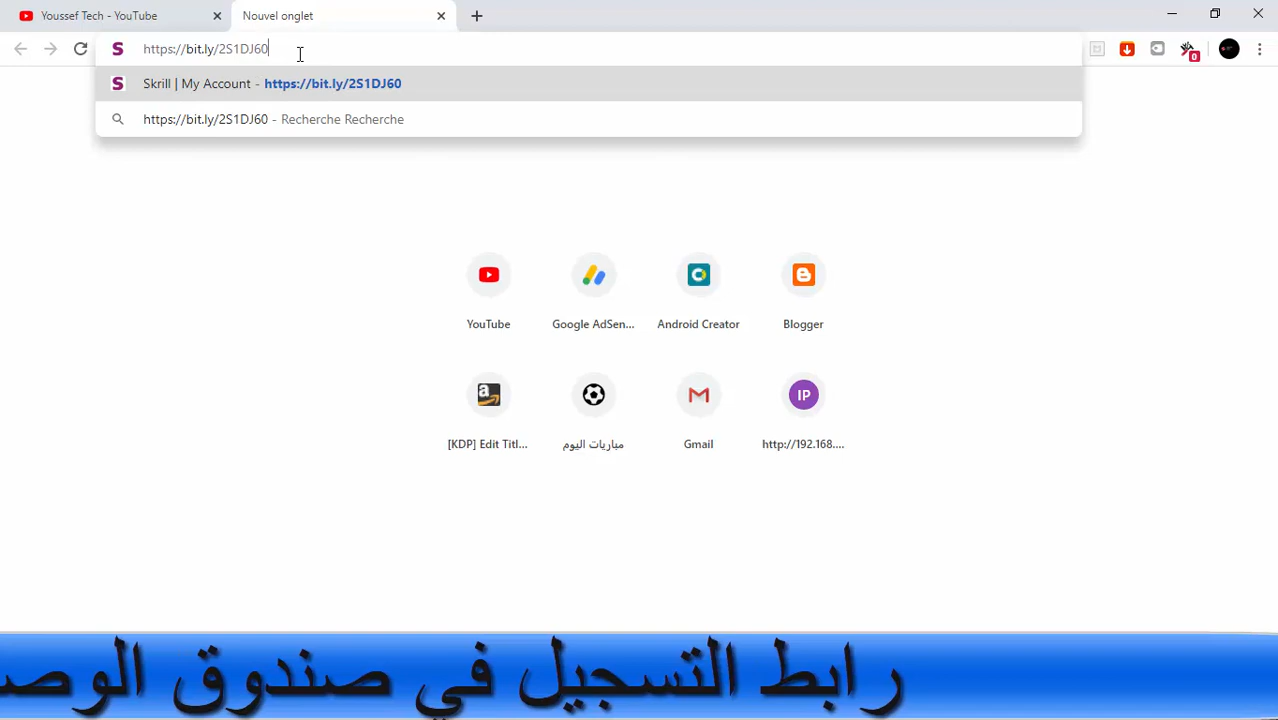 Youssef Tech - YouTube
Nouvel onglet
https://bit.ly/2S1DJ60
Skrill | My Account - https://bit.ly/2S1DJ60
https://bit.ly/2S1DJ60 - Recherche Recherche
0
YouTube
Google AdSen...
Android Creator
Blogger
IP
[KDP] Edit Titl...
مباريات اليوم
Gmail
http://192.168....
رابط التسجيل في صندوق الوص